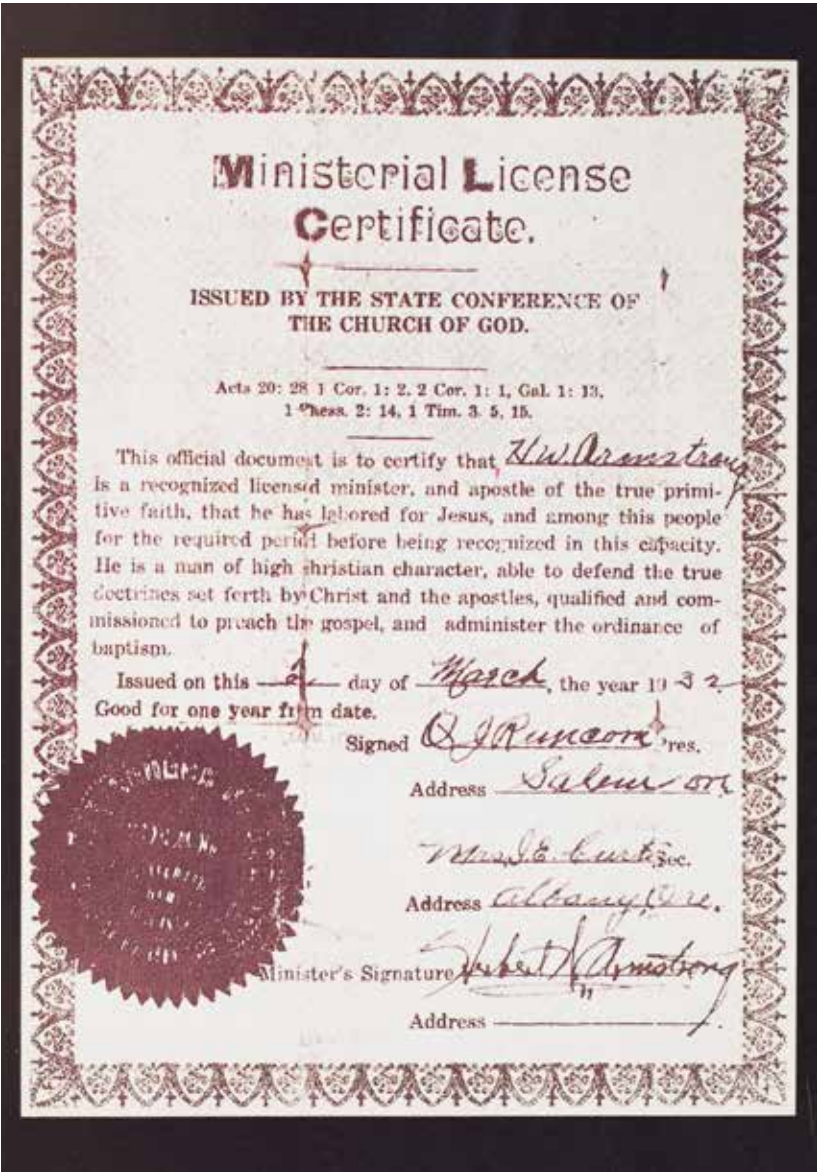 Ministerial License
Certificate.
ISSUED BY THE STATE CONFERENCE OF
THE CHURCH OF GOD.
Acts 20: 28 1 Cor. 1: 2, 2 Cor. 1: 1, Gal. 1: 13,
1 Thess. 2: 14, 1 Tim. 3. 5, 15.
This official document is to certify that H.W. Armstrong
is a recognized licensed minister, and apostle of the true primi-
tive faith, that he has labored for Jesus, and among this people
for the required period before being recognized in this capacity.
He is a man of high christian character, able to defend the true
doctrines set forth by Christ and the apostles, qualified and com-
missioned to preach the gospel, and administer the ordinance of
baptism.
Issued on this 2 day of March, the year 1932
Good for one year from date.
Signed O J Runcorn Pres.
Address Salem Ore
Mrs. I. E. Curtis Sec.
Address Albany, Ore.
Minister's Signature Herbert W Armstrong
Address